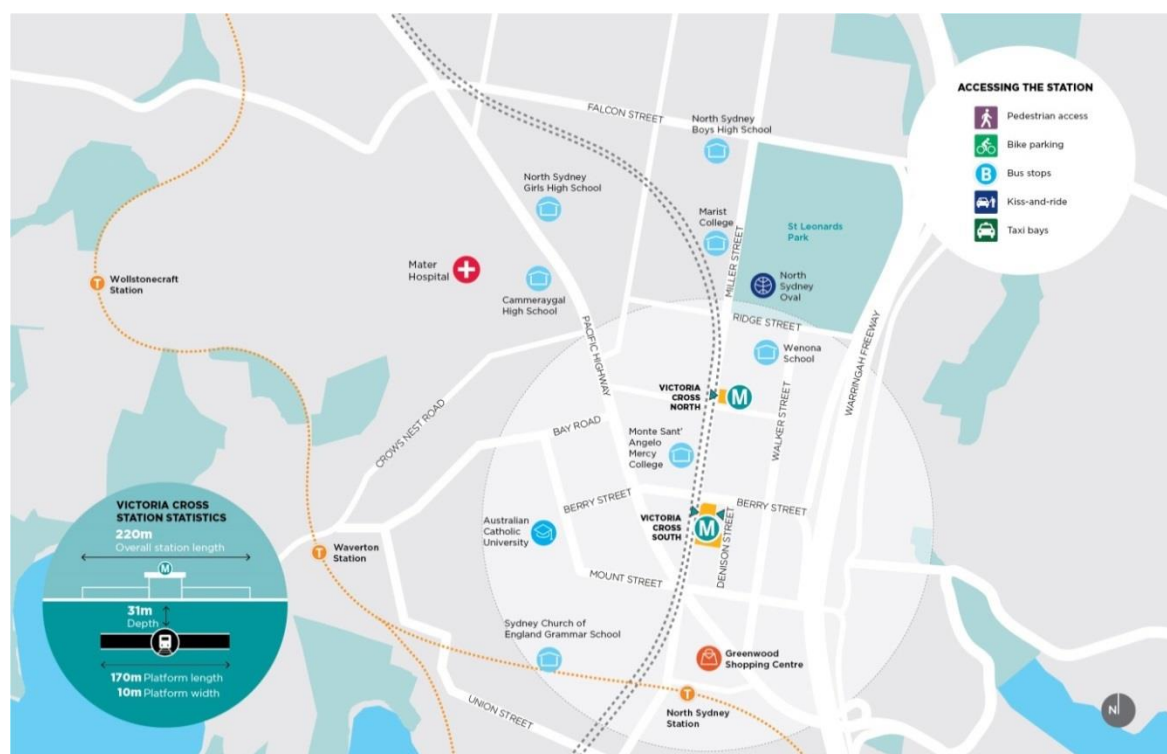 FALCON STREET
North Sydney
Boys High School
ACCESSING THE STATION
Pedestrian access
Bike parking
B
Bus stops
Kiss-and-ride
Taxi bays
North Sydney
Girls High School
Marist
College
St Leonards
Park
MILLER STREET
Mater
Hospital
Cammeraygal
High School
North
Sydney
Oval
T
Wollstonecraft
Station
RIDGE STREET
Wenona
School
PACIFIC HIGHWAY
WARRINGAH FREEWAY
VICTORIA
CROSS
NORTH
M
WALKER STREET
CROWS NEST ROAD
BAY ROAD
Monte Sant'
Angelo
Mercy
College
BERRY STREET
BERRY STREET
VICTORIA
CROSS
SOUTH
M
DENISON STREET
Australian
Catholic
University
T
Waverton
Station
MOUNT STREET
VICTORIA CROSS
STATION STATISTICS
220m
Overall station length
M
31m
Depth
170m Platform length
10m Platform width
Sydney Church of
England Grammar School
Greenwood
Shopping Centre
UNION STREET
T
North Sydney
Station
N